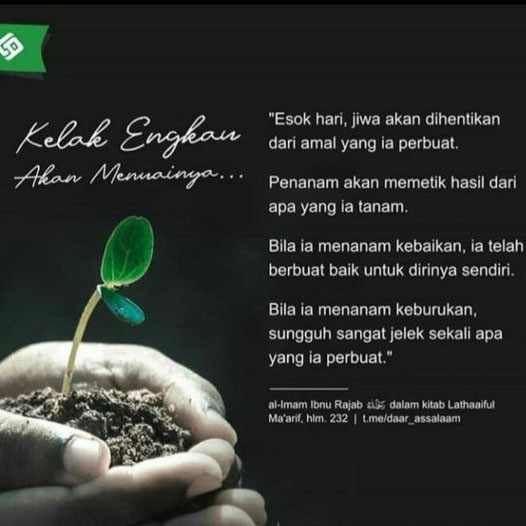 Kelak Engkau
Akan Menuainya...
"Esok hari, jiwa akan dihentikan
dari amal yang ia perbuat.
Penanam akan memetik hasil dari
apa yang ia tanam.
Bila ia menanam kebaikan, ia telah
berbuat baik untuk dirinya sendiri.
Bila ia menanam keburukan,
sungguh sangat jelek sekali apa
yang ia perbuat."
al-Imam Ibnu Rajab dalam kitab Lathaaiful
Ma'arif, hlm. 232 | t.me/daar_assalaam